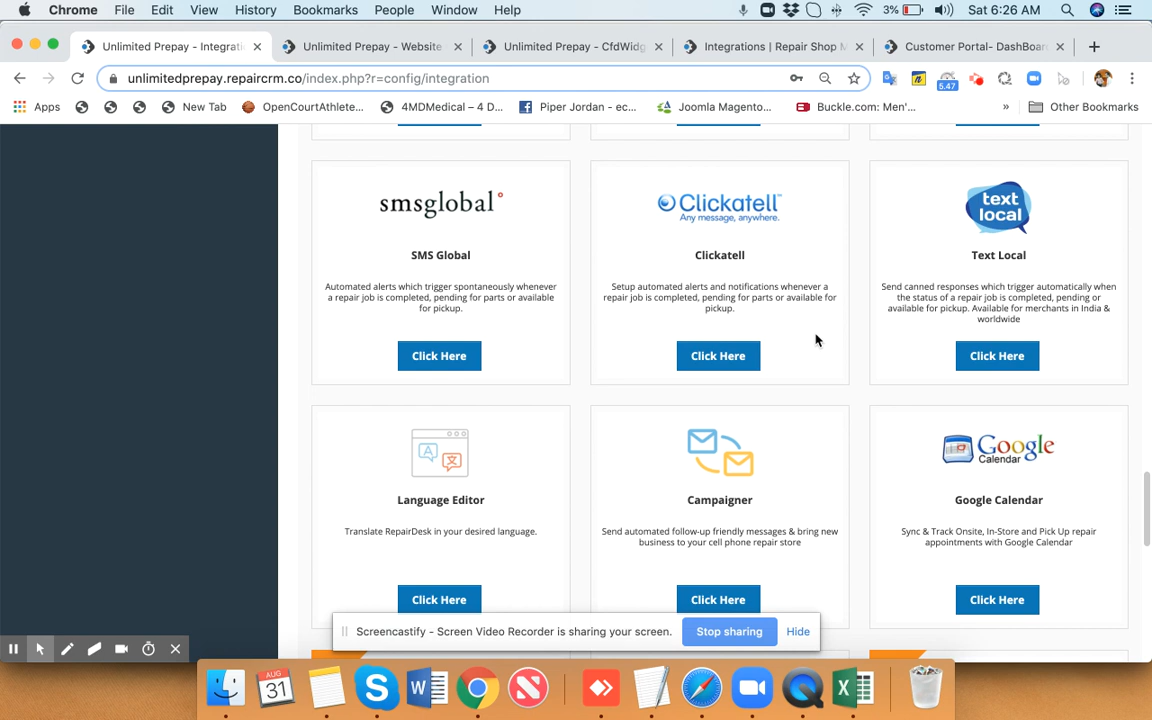 Chrome File Edit View History Bookmarks People Window Help 3% Sat 6:26 AM
Unlimited Prepay - Integrati Unlimited Prepay - Website Unlimited Prepay - CfdWidg Integrations | Repair Shop M Customer Portal- DashBoar
unlimitedprepay.repaircrm.co/index.php?r=config/integration 5.47
Apps New Tab OpenCourtAthlete... 4MDMedical – 4 D... Piper Jordan - ec... Joomla Magento... Buckle.com: Men'... » Other Bookmarks
smsglobal
Clickatell
Any message, anywhere.
text
local
SMS Global Clickatell Text Local
Automated alerts which trigger spontaneously whenever
a repair job is completed, pending for parts or available
for pickup.
Setup automated alerts and notifications whenever a
repair job is completed, pending for parts or available for
pickup.
Send canned responses which trigger automatically when
the status of a repair job is completed, pending or
available for pickup. Available for merchants in India &
worldwide
Click Here Click Here Click Here
A 文
Google
Calendar
Language Editor Campaigner Google Calendar
Translate RepairDesk in your desired language.
Send automated follow-up friendly messages & bring new
business to your cell phone repair store
Sync & Track Onsite, In-Store and Pick Up repair
appointments with Google Calendar
Click Here Click Here Click Here
Screencastify - Screen Video Recorder is sharing your screen. Stop sharing Hide
AUG
31